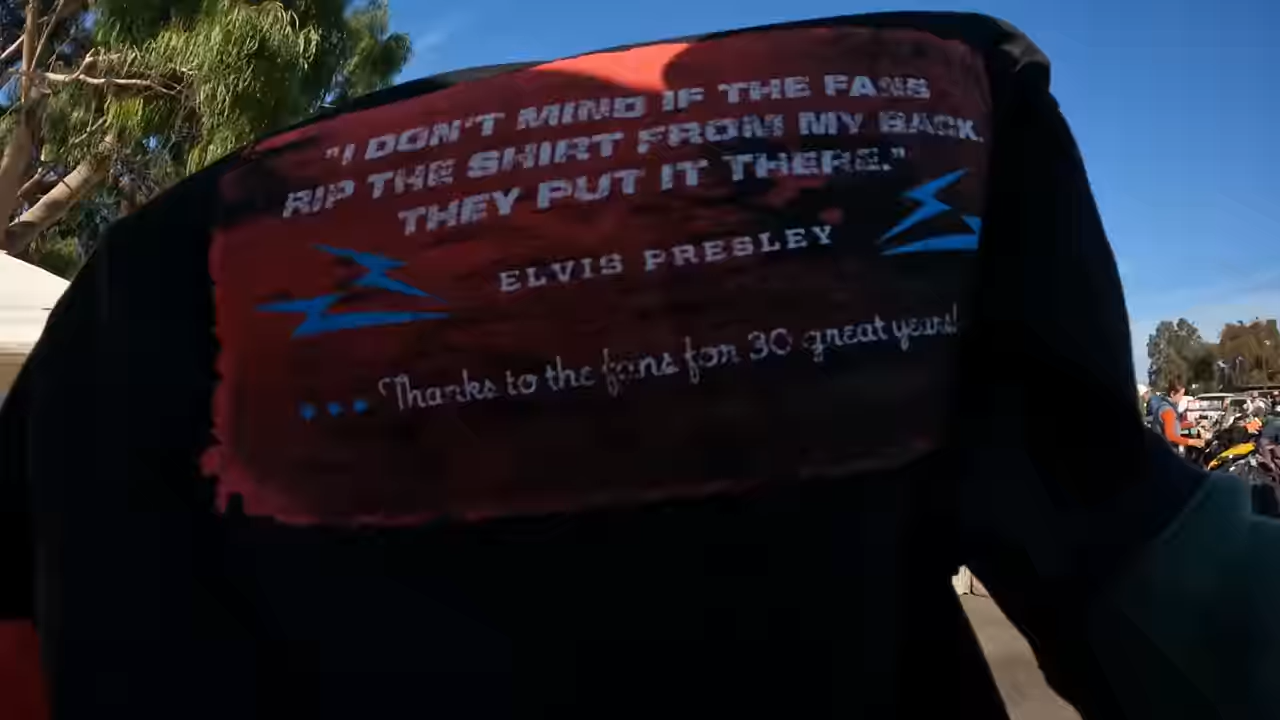 "I DON'T MIND IF THE FANS
RIP THE SHIRT FROM MY BACK.
THEY PUT IT THERE."
ELVIS PRESLEY
... Thanks to the fans for 30 great years!